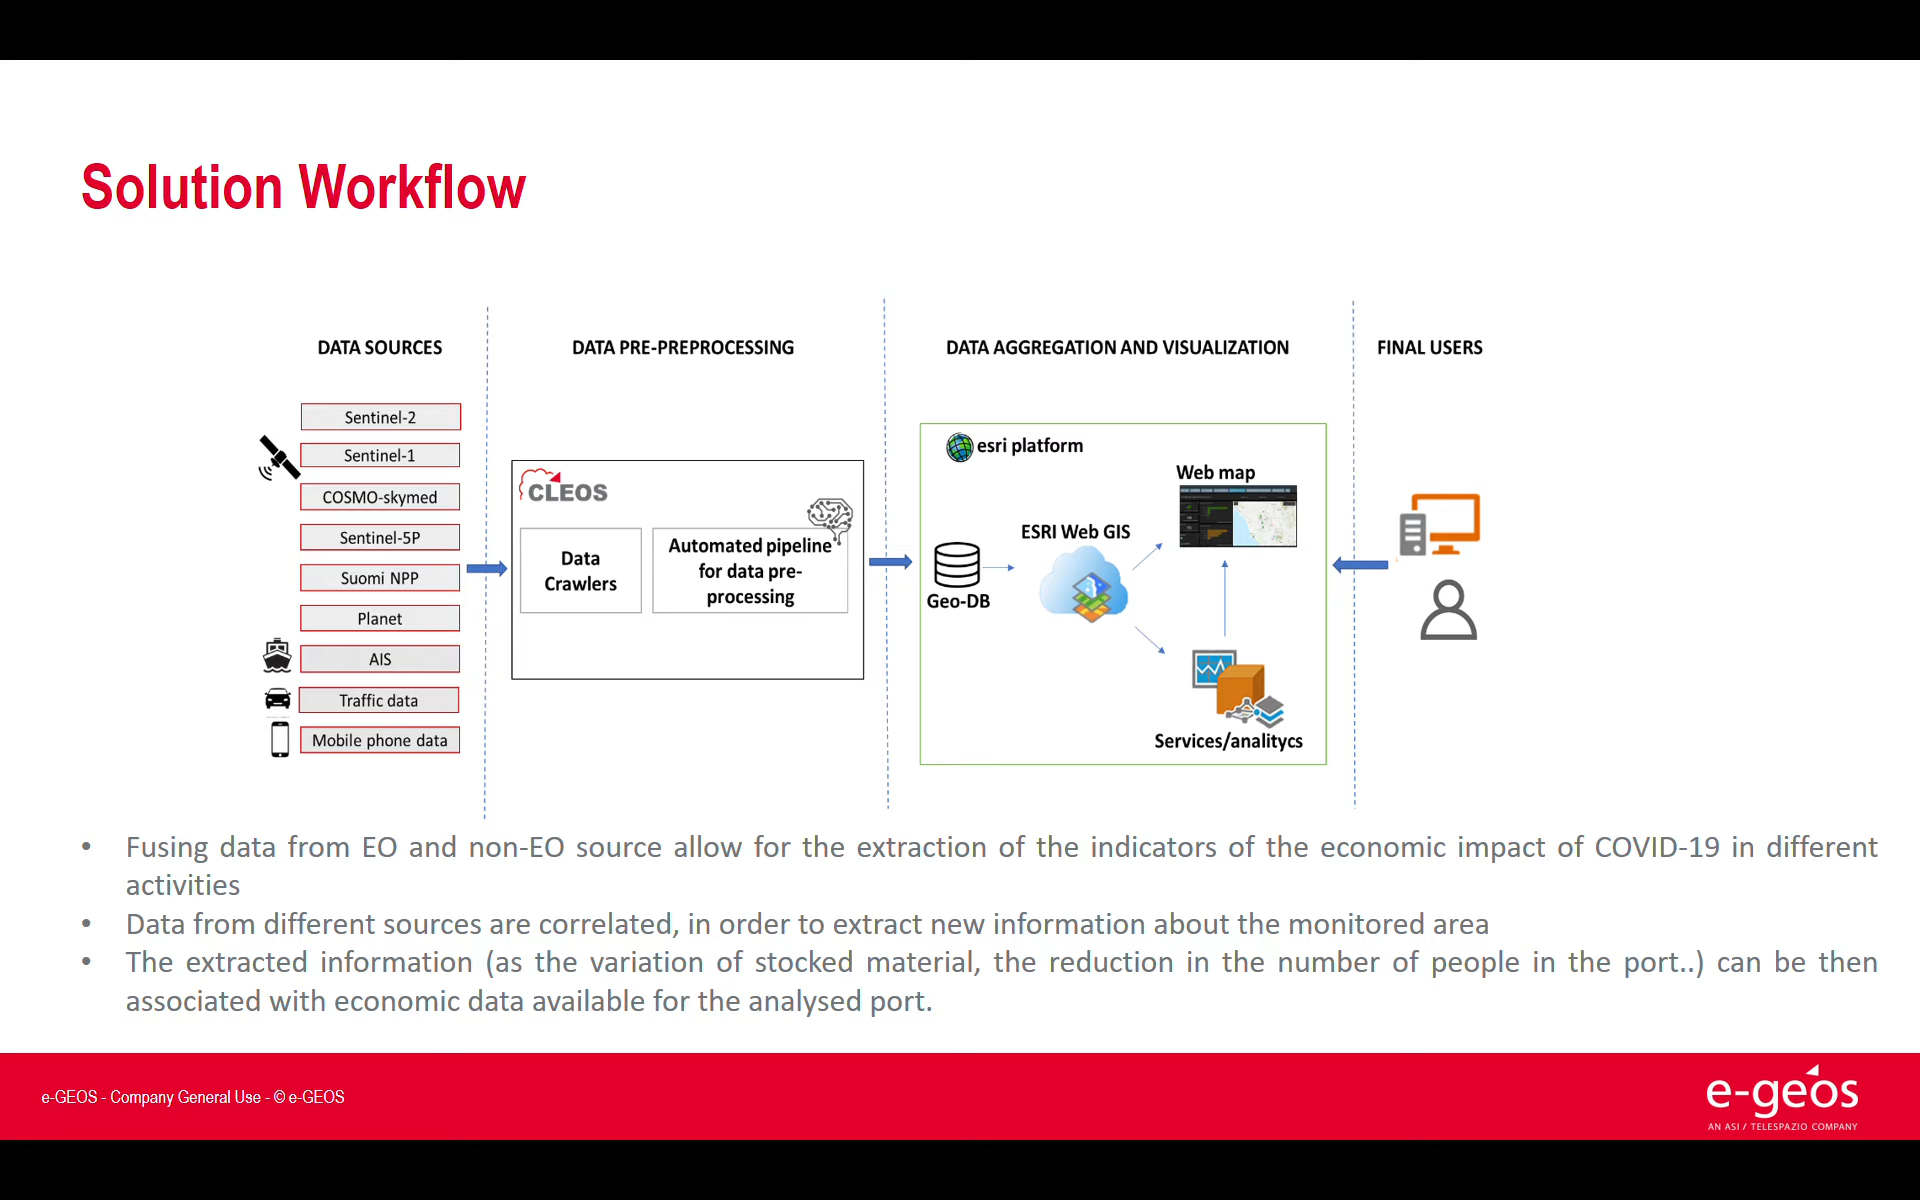 Solution Workflow
DATA SOURCES
DATA PRE-PREPROCESSING
DATA AGGREGATION AND VISUALIZATION
FINAL USERS
Sentinel-2
Sentinel-1
COSMO-skymed
Sentinel-5P
Suomi NPP
Planet
AIS
Traffic data
Mobile phone data
CLEOS
Data
Crawlers
Automated pipeline
for data pre-
processing
esri platform
Web map
ESRI Web GIS
Geo-DB
Services/analitycs
• Fusing data from EO and non-EO source allow for the extraction of the indicators of the economic impact of COVID-19 in different
activities
• Data from different sources are correlated, in order to extract new information about the monitored area
• The extracted information (as the variation of stocked material, the reduction in the number of people in the port..) can be then
associated with economic data available for the analysed port.
e-GEOS - Company General Use - © e-GEOS
e-geos
AN ASI / TELESPAZIO COMPANY